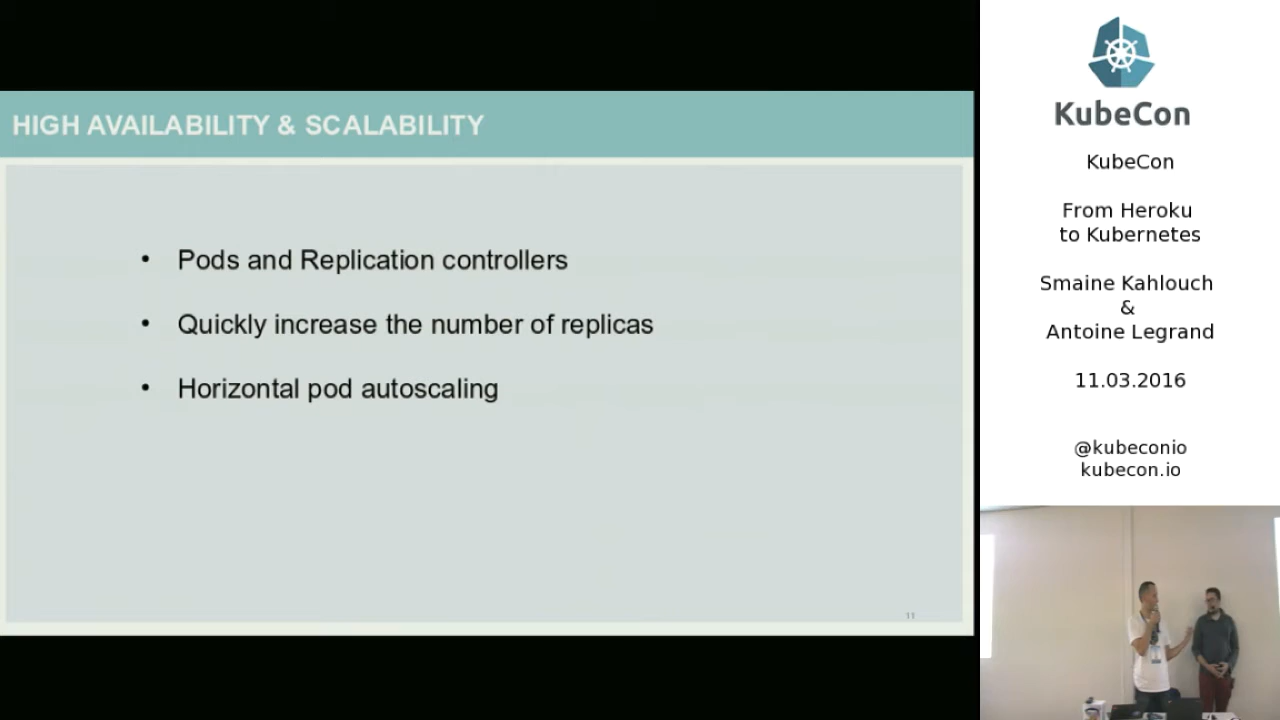 HIGH AVAILABILITY & SCALABILITY
• Pods and Replication controllers
• Quickly increase the number of replicas
• Horizontal pod autoscaling
11
KubeCon
KubeCon
From Heroku
to Kubernetes
Smaine Kahlouch
&
Antoine Legrand
11.03.2016
@kubeconio
kubecon.io